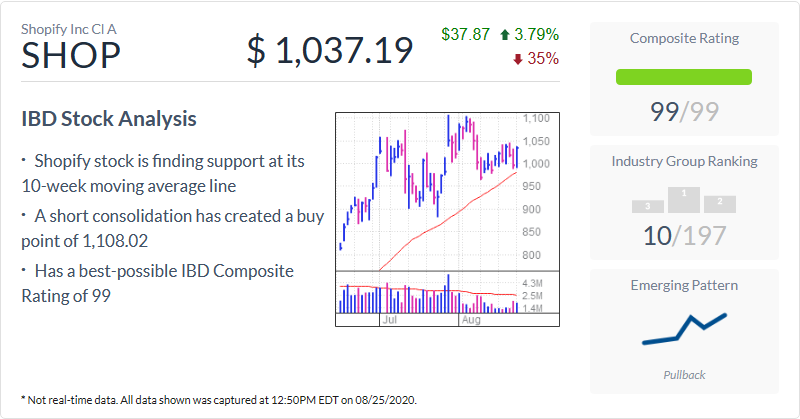 Shopify Inc Cl A
SHOP
$ 1,037.19
$37.87 3.79%
35%
IBD Stock Analysis
· Shopify stock is finding support at its
10-week moving average line
· A short consolidation has created a buy
point of 1,108.02
· Has a best-possible IBD Composite
Rating of 99
1,100
1,050
1,000
950
900
850
800
4.3M
2.5M
1.4M
Jul
Aug
Composite Rating
99/99
Industry Group Ranking
3
1
2
10/197
Emerging Pattern
Pullback
* Not real-time data. All data shown was captured at 12:50PM EDT on 08/25/2020.